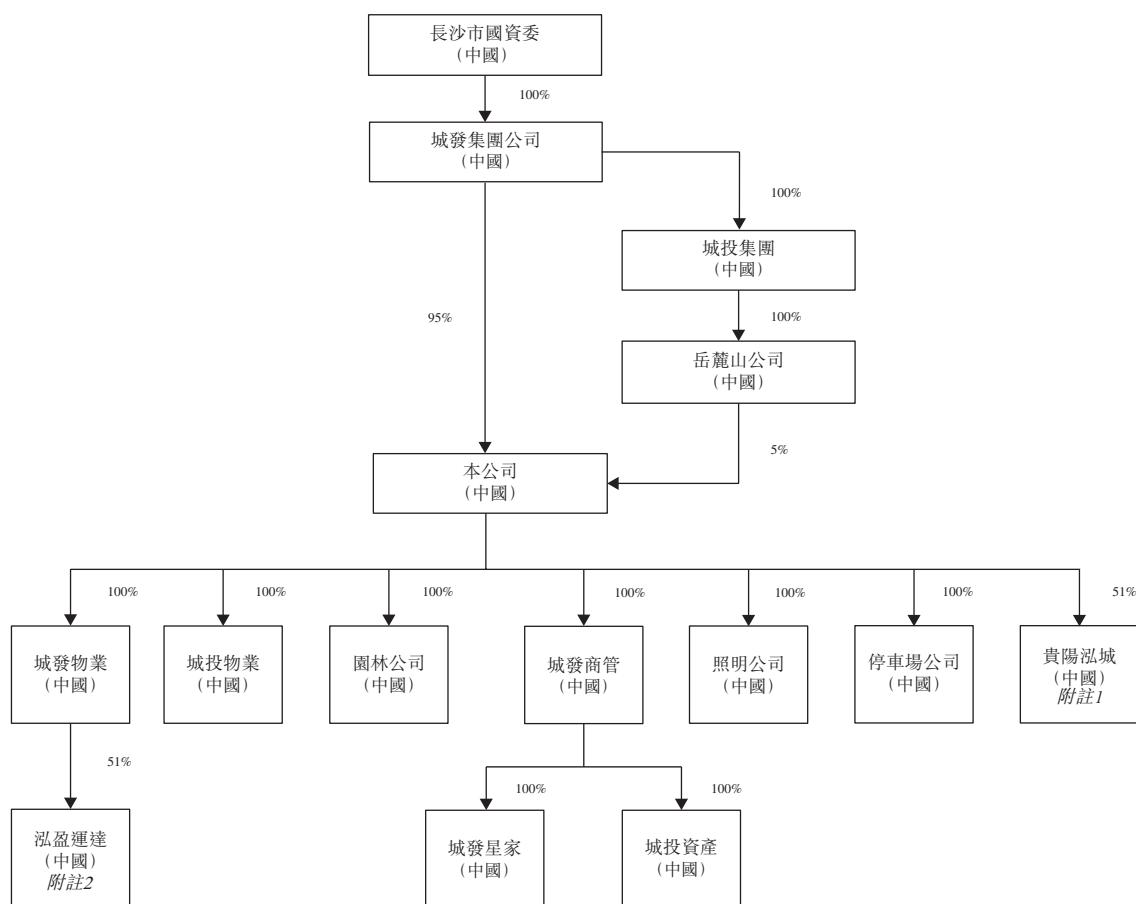 長沙市國資委
（中國）
100%
城發集團公司
（中國）
100%
城投集團
（中國）
95%
100%
岳麓山公司
（中國）
5%
本公司
（中國）
100%
100%
100%
100%
100%
100%
51%
城發物業
（中國）
城投物業
（中國）
園林公司
（中國）
城發商管
（中國）
照明公司
（中國）
停車場公司
（中國）
貴陽泓城
（中國）
附註1
51%
100%
100%
泓盈運達
（中國）
附註2
城發星家
（中國）
城投資產
（中國）